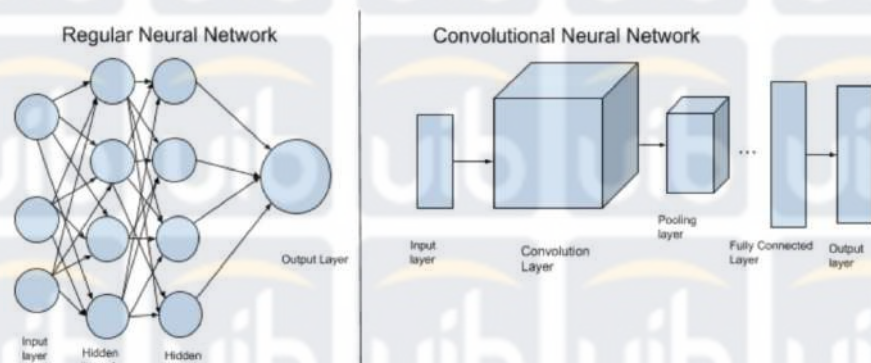 Regular Neural Network
Input
layer
Hidden
Hidden
Output Layer
Convolutional Neural Network
Input
layer
Convolution
Layer
Pooling
layer
...
Fully Connected
Layer
Output
layer
uib